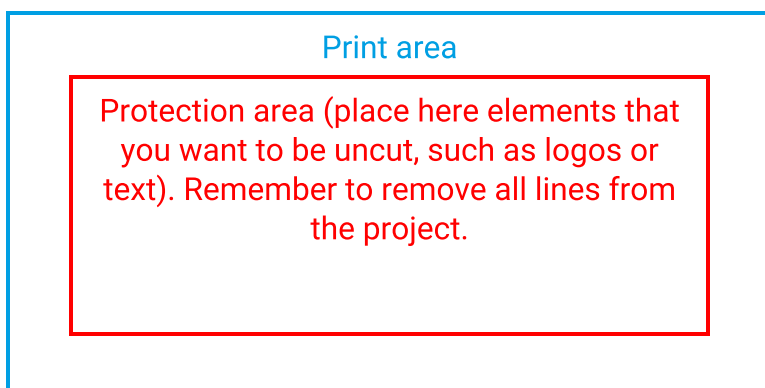 Print area
Protection area (place here elements that
you want to be uncut, such as logos or
text). Remember to remove all lines from
the project.